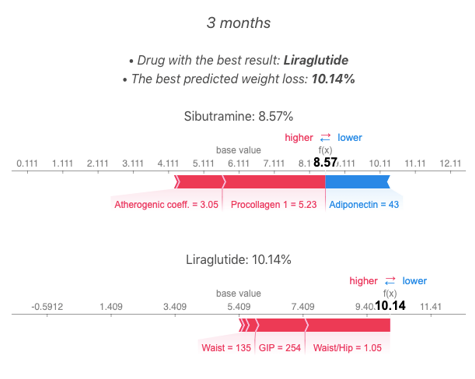 3 months
• Drug with the best result: Liraglutide
• The best predicted weight loss: 10.14%
Sibutramine: 8.57%
higher ⇄ lower
base value f(x)
0.111 1.111 2.111 3.111 4.111 5.111 6.111 7.111 8.1 8.57 .111 10.11 11.11 12.11
Atherogenic coeff. = 3.05 Procollagen 1 = 5.23 Adiponectin = 43
Liraglutide: 10.14%
higher ⇄ lower
base value f(x)
-0.5912 1.409 3.409 5.409 7.409 9.40 10.14 11.41
Waist = 135 GIP = 254 Waist/Hip = 1.05